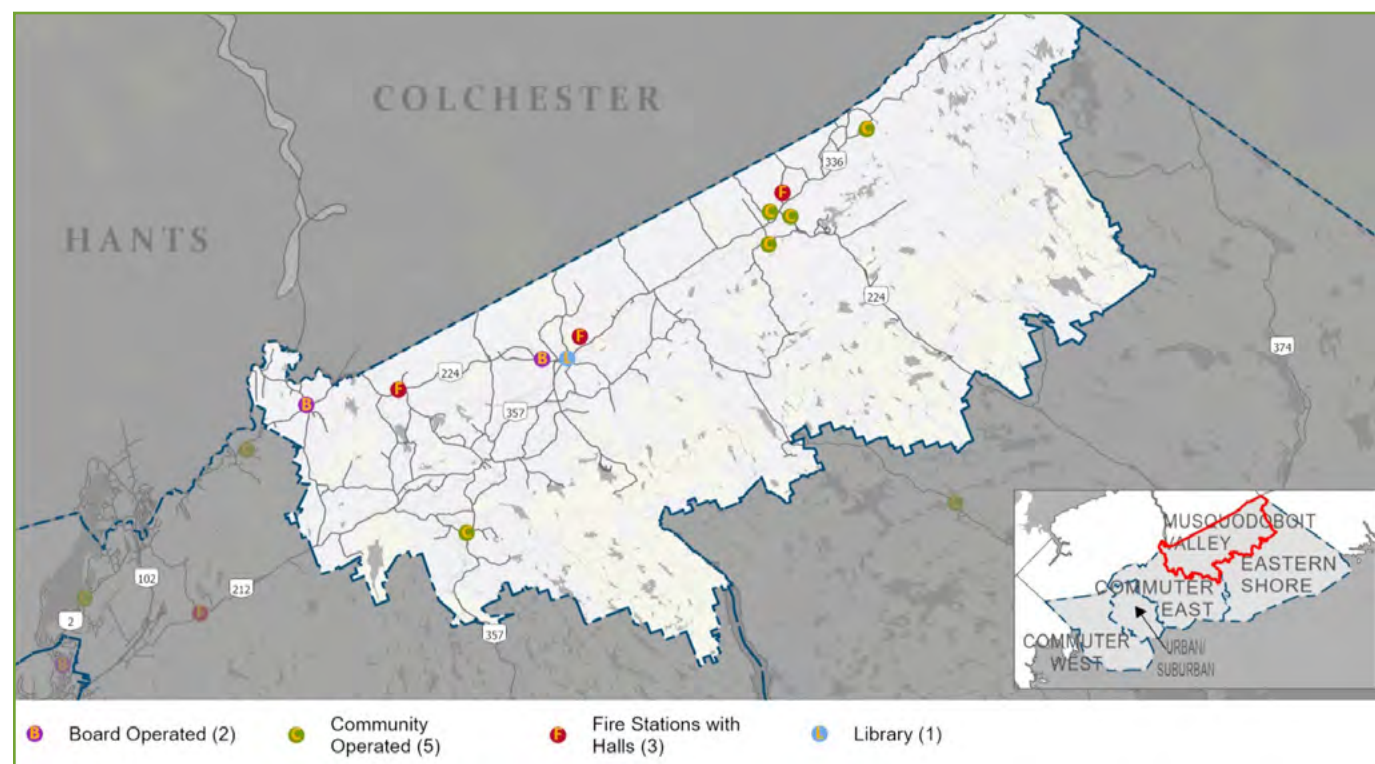 COLCHESTER
HANTS
C
336
F
C
C
C
224
374
F
B
L
224
F
B
357
C
C
C
102
212
C
2
F
357
B
MUSQUODOBOIT
VALLEY
EASTERN
SHORE
COMMUTER
EAST
COMMUTER
WEST
URBAN/
SUBURBAN
B Board Operated (2)
C Community
Operated (5)
F Fire Stations with
Halls (3)
L Library (1)